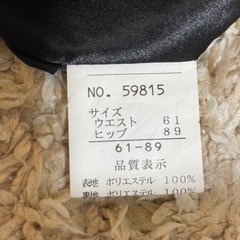 NO. 59815
サイズ
ウエスト 61
ヒップ 89
61-89
品質表示
表地 ポリエステル 100%
裏地 ポリエステル 100%